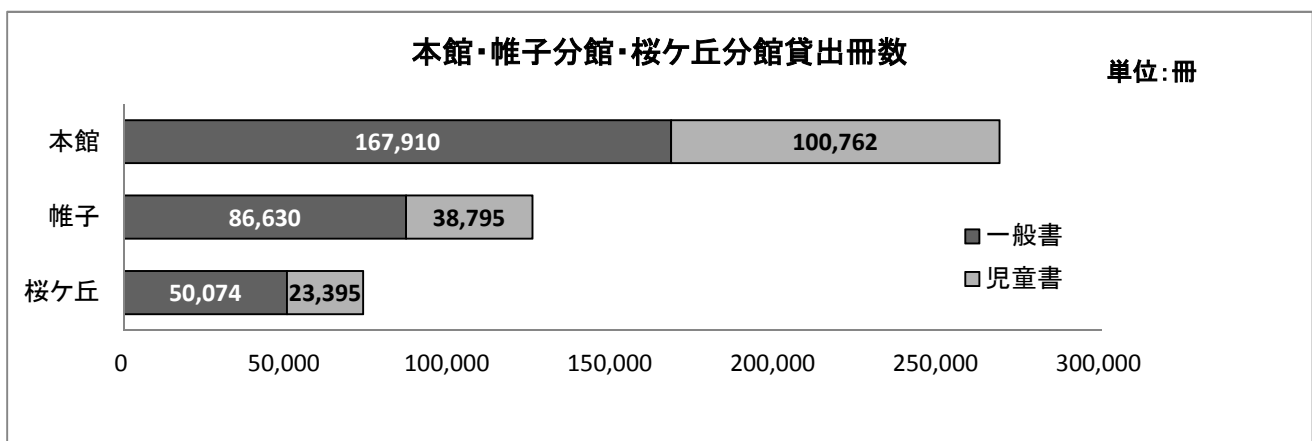 本館・帷子分館・桜ケ丘分館貸出冊数
単位：冊
本館 167,910 100,762
帷子 86,630 38,795
桜ケ丘 50,074 23,395
■一般書
■児童書
0 50,000 100,000 150,000 200,000 250,000 300,000